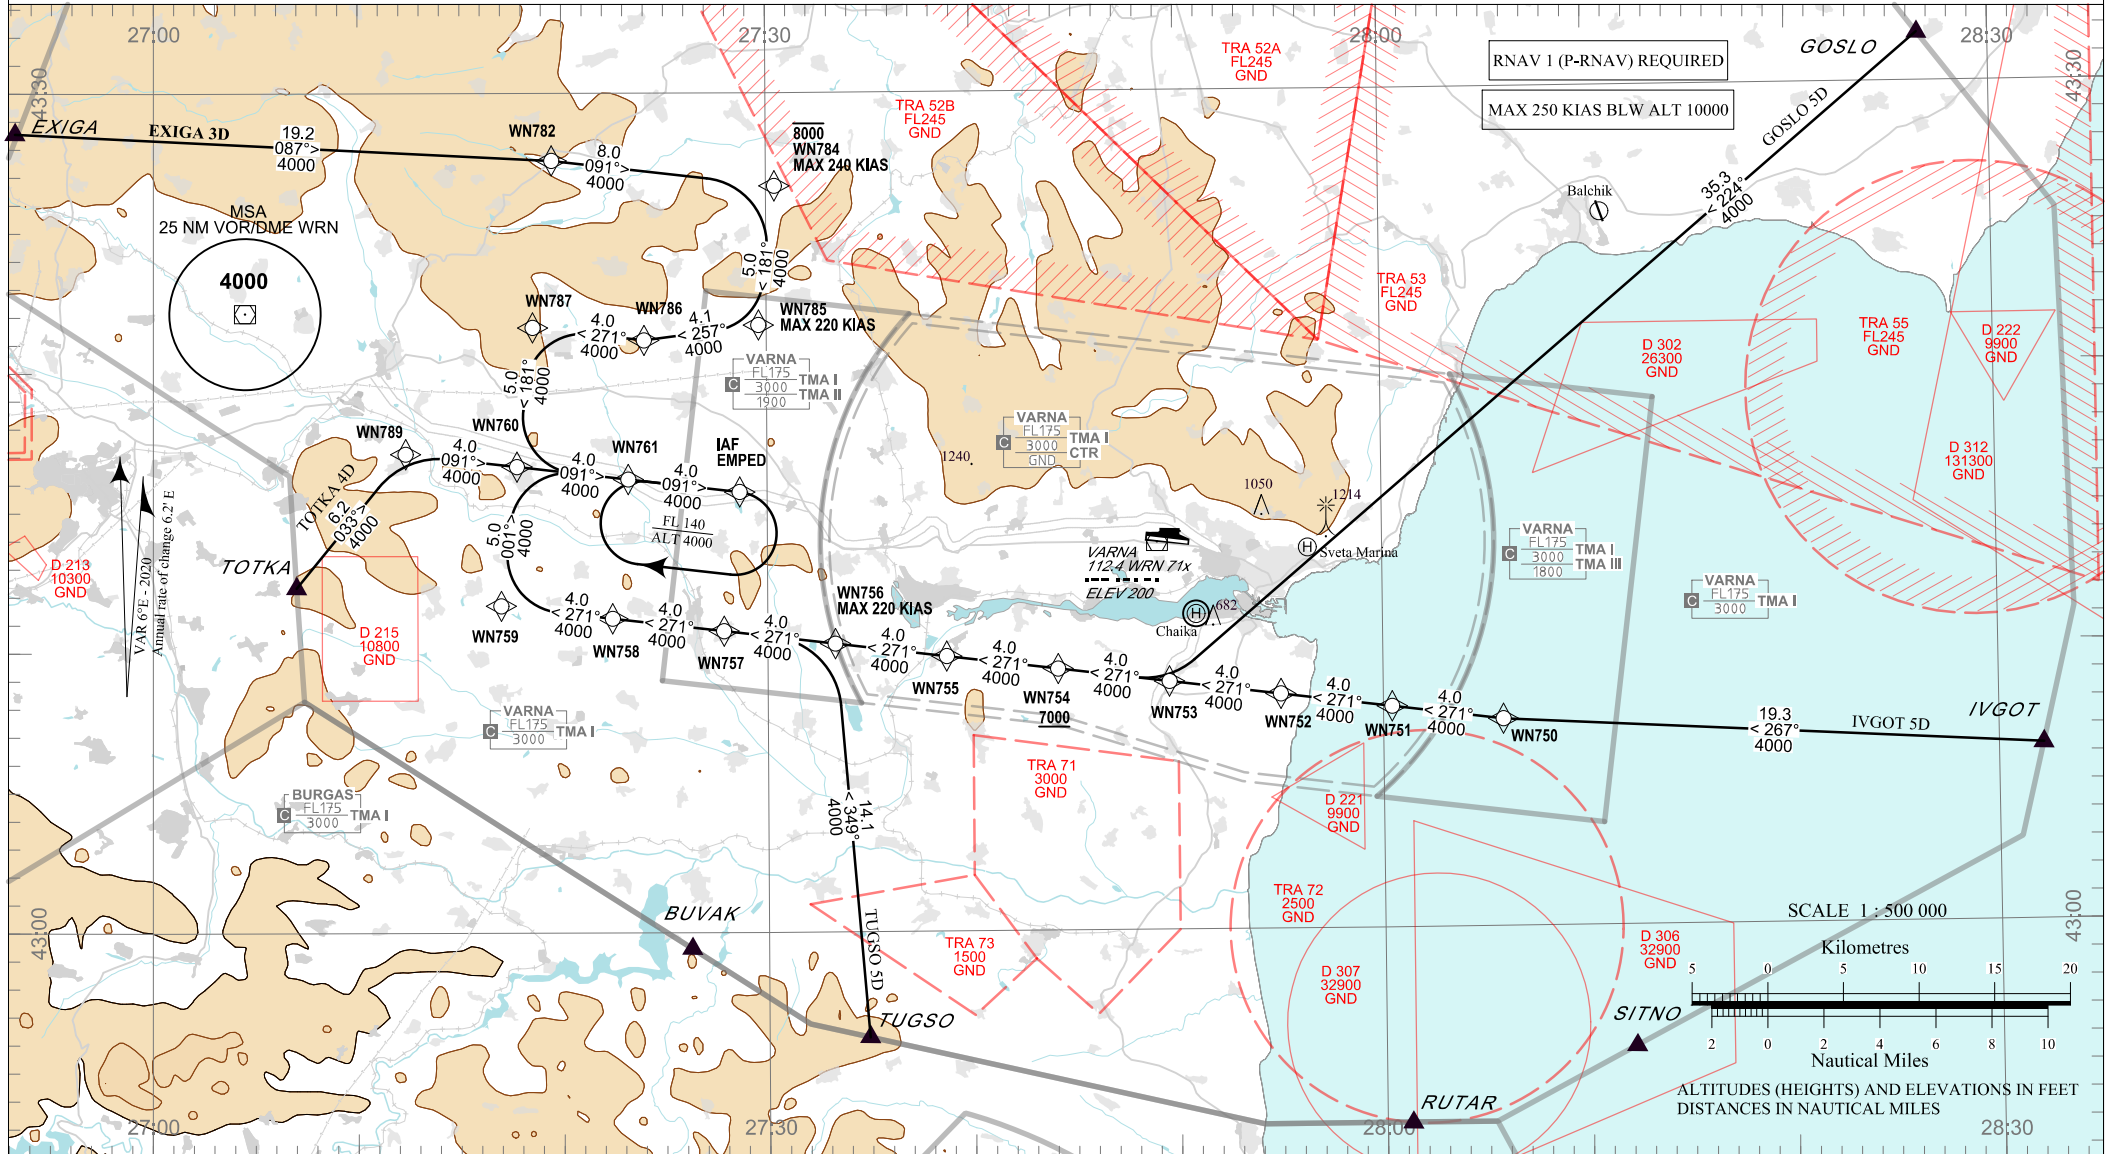 27:00
27:30
28:00
28:30
43:30
43:30
EXIGA
EXIGA 3D
19.2
087°>
4000
WN782
8.0
091°>
4000
8000
WN784
MAX 240 KIAS
TRA 52B
FL245
GND
TRA 52A
FL245
GND
RNAV 1 (P-RNAV) REQUIRED
MAX 250 KIAS BLW ALT 10000
GOSLO
GOSLO 5D
35.3
< 224°
4000
Balchik
MSA
25 NM VOR/DME WRN
4000
5.0
< 181°
4000
TRA 53
FL245
GND
WN787
4.0
< 271°
4000
WN786
4.1
< 257°
4000
WN785
MAX 220 KIAS
VARNA
FL175
C 3000 TMA I
1900 TMA II
D 302
26300
GND
TRA 55
FL245
GND
D 222
9900
GND
5.0
< 181°
4000
WN789
4.0
091°>
4000
WN760
4.0
091°>
4000
WN761
4.0
091°>
4000
IAF
EMPED
FL 140
ALT 4000
VARNA
FL175
C 3000 TMA I
GND CTR
1240
1050
1214
D 312
131300
GND
TOTKA 4D
6.2
033°>
4000
TOTKA
VAR 6°E - 2020
Annual rate of change 6.2' E
D 213
10300
GND
D 215
10800
GND
5.0
001°>
4000
WN759
4.0
< 271°
4000
WN758
4.0
< 271°
4000
WN757
4.0
< 271°
4000
WN756
MAX 220 KIAS
VARNA
112.4 WRN 71x
ELEV 200
H
Sveta Marina
H
Chaika
682
VARNA
FL175
C 3000 TMA I
1800 TMA III
VARNA
FL175
C 3000 TMA I
4.0
< 271°
4000
WN755
4.0
< 271°
4000
WN754
7000
4.0
< 271°
4000
WN753
4.0
< 271°
4000
WN752
4.0
< 271°
4000
WN751
4.0
< 271°
4000
WN750
19.3
< 267°
4000
IVGOT 5D
IVGOT
VARNA
FL175
C 3000 TMA I
BURGAS
FL175
C 3000 TMA I
14.1
< 349°
4000
TUGSO 5D
TUGSO
BUVAK
TRA 71
3000
GND
TRA 73
1500
GND
D 221
9900
GND
TRA 72
2500
GND
D 307
32900
GND
D 306
32900
GND
SITNO
RUTAR
43:00
43:00
SCALE 1 : 500 000
Kilometres
5 0 5 10 15 20
2 0 2 4 6 8 10
Nautical Miles
ALTITUDES (HEIGHTS) AND ELEVATIONS IN FEET
DISTANCES IN NAUTICAL MILES
27:00
27:30
28:00
28:30